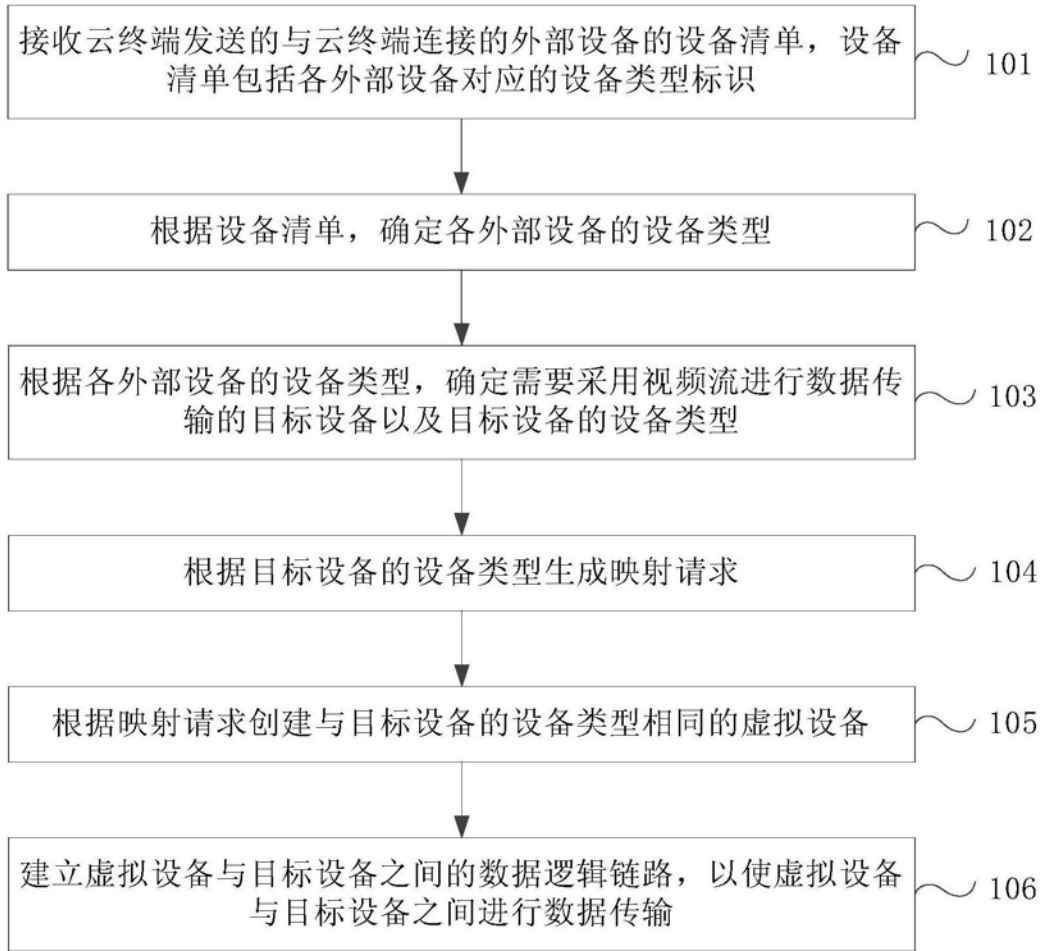 接收云终端发送的与云终端连接的外部设备的设备清单，设备
清单包括各外部设备对应的设备类型标识
101
根据设备清单，确定各外部设备的设备类型
102
根据各外部设备的设备类型，确定需要采用视频流进行数据传
输的目标设备以及目标设备的设备类型
103
根据目标设备的设备类型生成映射请求
104
根据映射请求创建与目标设备的设备类型相同的虚拟设备
105
建立虚拟设备与目标设备之间的数据逻辑链路，以使虚拟设备
与目标设备之间进行数据传输
106